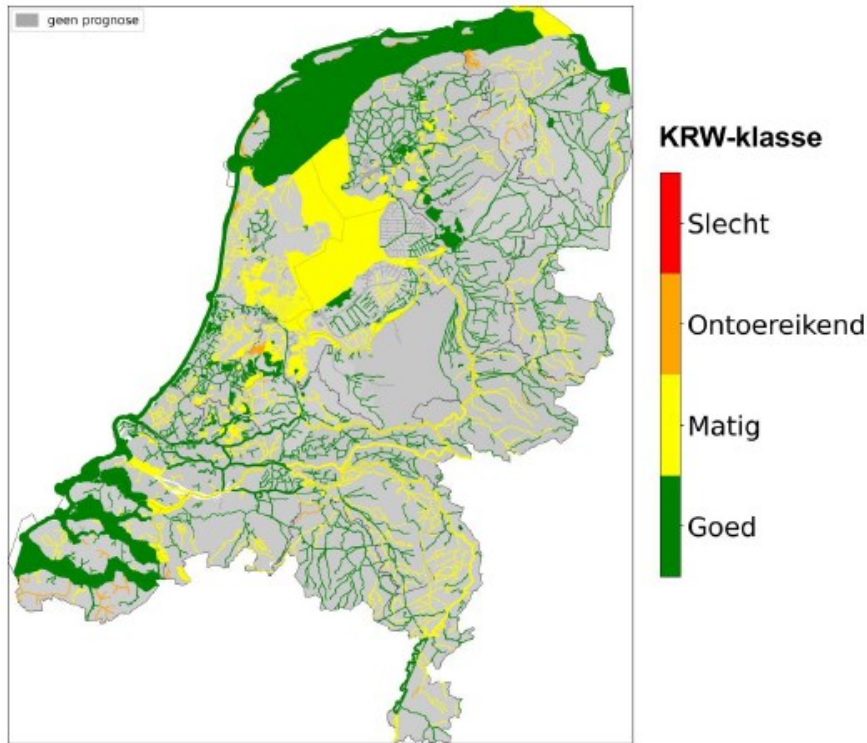 geen prognose
KRW-klasse
Slecht
Ontoereikend
Matig
Goed